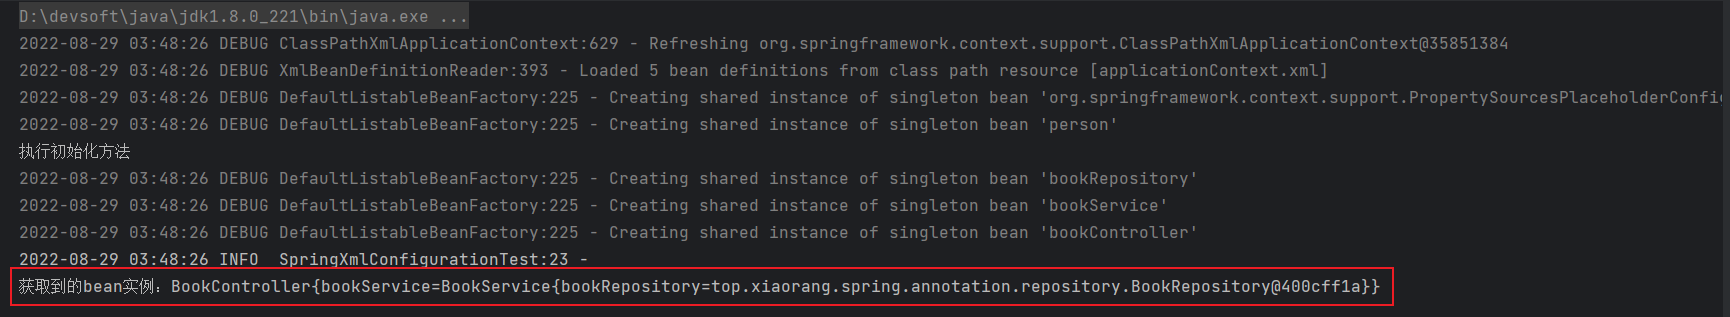 D:\devsoft\java\jdk1.8.0_221\bin\java.exe ...
2022-08-29 03:48:26 DEBUG ClassPathXmlApplicationContext:629 - Refreshing org.springframework.context.support.ClassPathXmlApplicationContext@35851384
2022-08-29 03:48:26 DEBUG XmlBeanDefinitionReader:393 - Loaded 5 bean definitions from class path resource [applicationContext.xml]
2022-08-29 03:48:26 DEBUG DefaultListableBeanFactory:225 - Creating shared instance of singleton bean 'org.springframework.context.support.PropertySourcesPlaceholderConfig
2022-08-29 03:48:26 DEBUG DefaultListableBeanFactory:225 - Creating shared instance of singleton bean 'person'
执行初始化方法
2022-08-29 03:48:26 DEBUG DefaultListableBeanFactory:225 - Creating shared instance of singleton bean 'bookRepository'
2022-08-29 03:48:26 DEBUG DefaultListableBeanFactory:225 - Creating shared instance of singleton bean 'bookService'
2022-08-29 03:48:26 DEBUG DefaultListableBeanFactory:225 - Creating shared instance of singleton bean 'bookController'
2022-08-29 03:48:26 INFO  SpringXmlConfigurationTest:23 -
获取到的bean实例：BookController{bookService=BookService{bookRepository=top.xiaorang.spring.annotation.repository.BookRepository@400cff1a}}